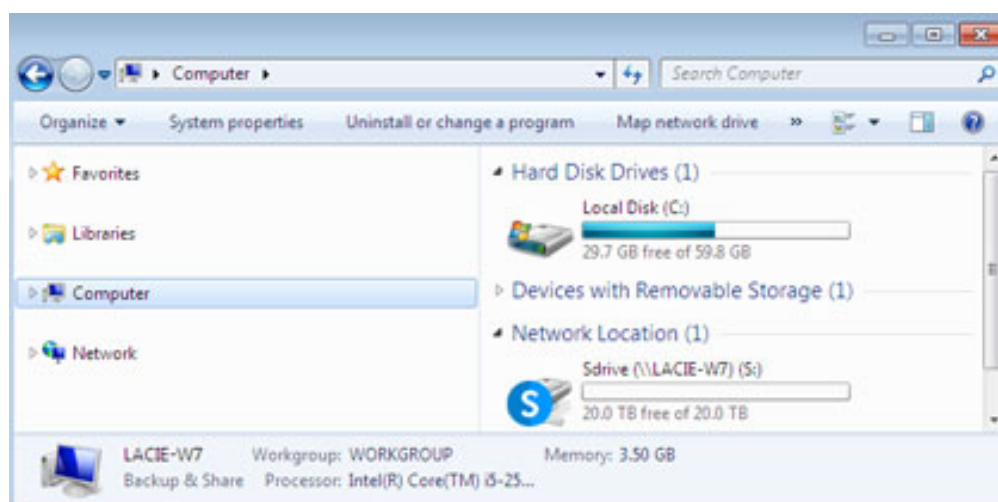 Computer
Search Computer
Organize System properties Uninstall or change a program Map network drive »
Favorites
Libraries
Computer
Network
Hard Disk Drives (1)
Local Disk (C:)
29.7 GB free of 59.8 GB
Devices with Removable Storage (1)
Network Location (1)
Sdrive (\\LACIE-W7) (S:)
S
20.0 TB free of 20.0 TB
LACIE-W7 Workgroup: WORKGROUP Memory: 3.50 GB
Backup & Share Processor: Intel(R) Core(TM) i5-25...